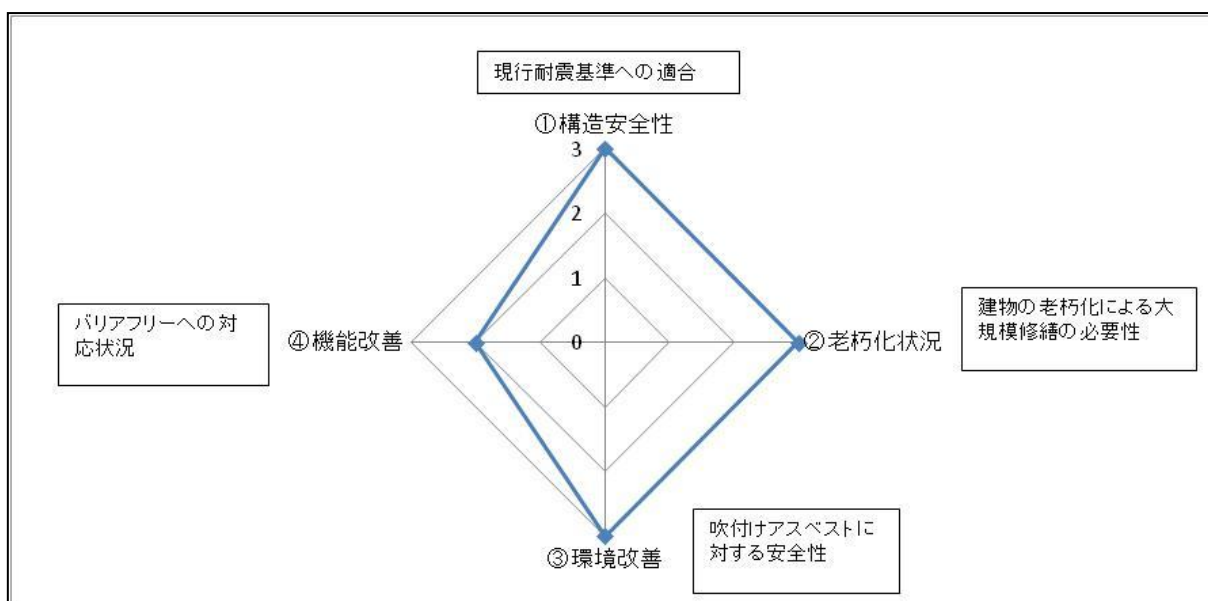 現行耐震基準への適合
①構造安全性
3
2
1
0
バリアフリーへの対
応状況
④機能改善
②老朽化状況
建物の老朽化による大
規模修繕の必要性
③環境改善
吹付けアスベストに
対する安全性